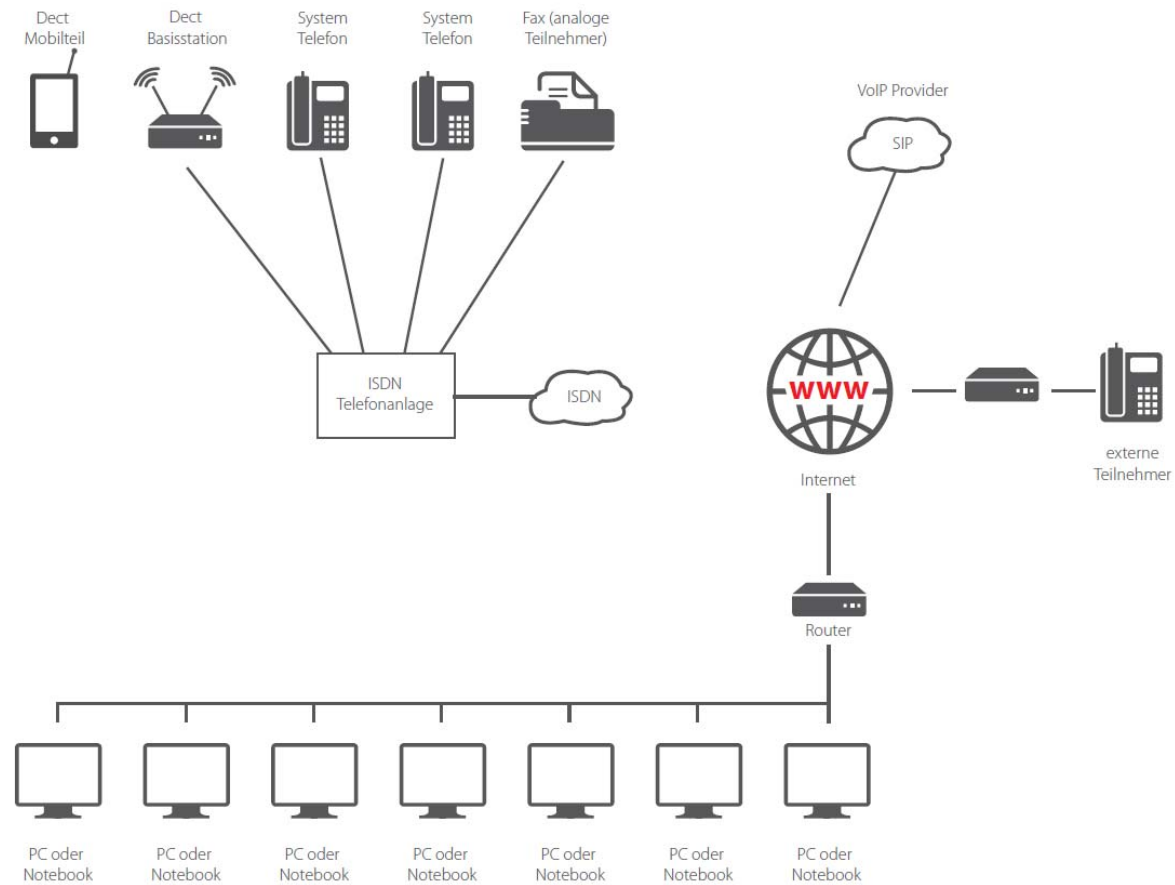 Dect
Mobilteil
Dect
Basisstation
System
Telefon
System
Telefon
Fax (analoge
Teilnehmer)
VoIP Provider
SIP
ISDN
Telefonanlage
ISDN
WWW
externe
Teilnehmer
Internet
Router
PC oder
Notebook
PC oder
Notebook
PC oder
Notebook
PC oder
Notebook
PC oder
Notebook
PC oder
Notebook
PC oder
Notebook